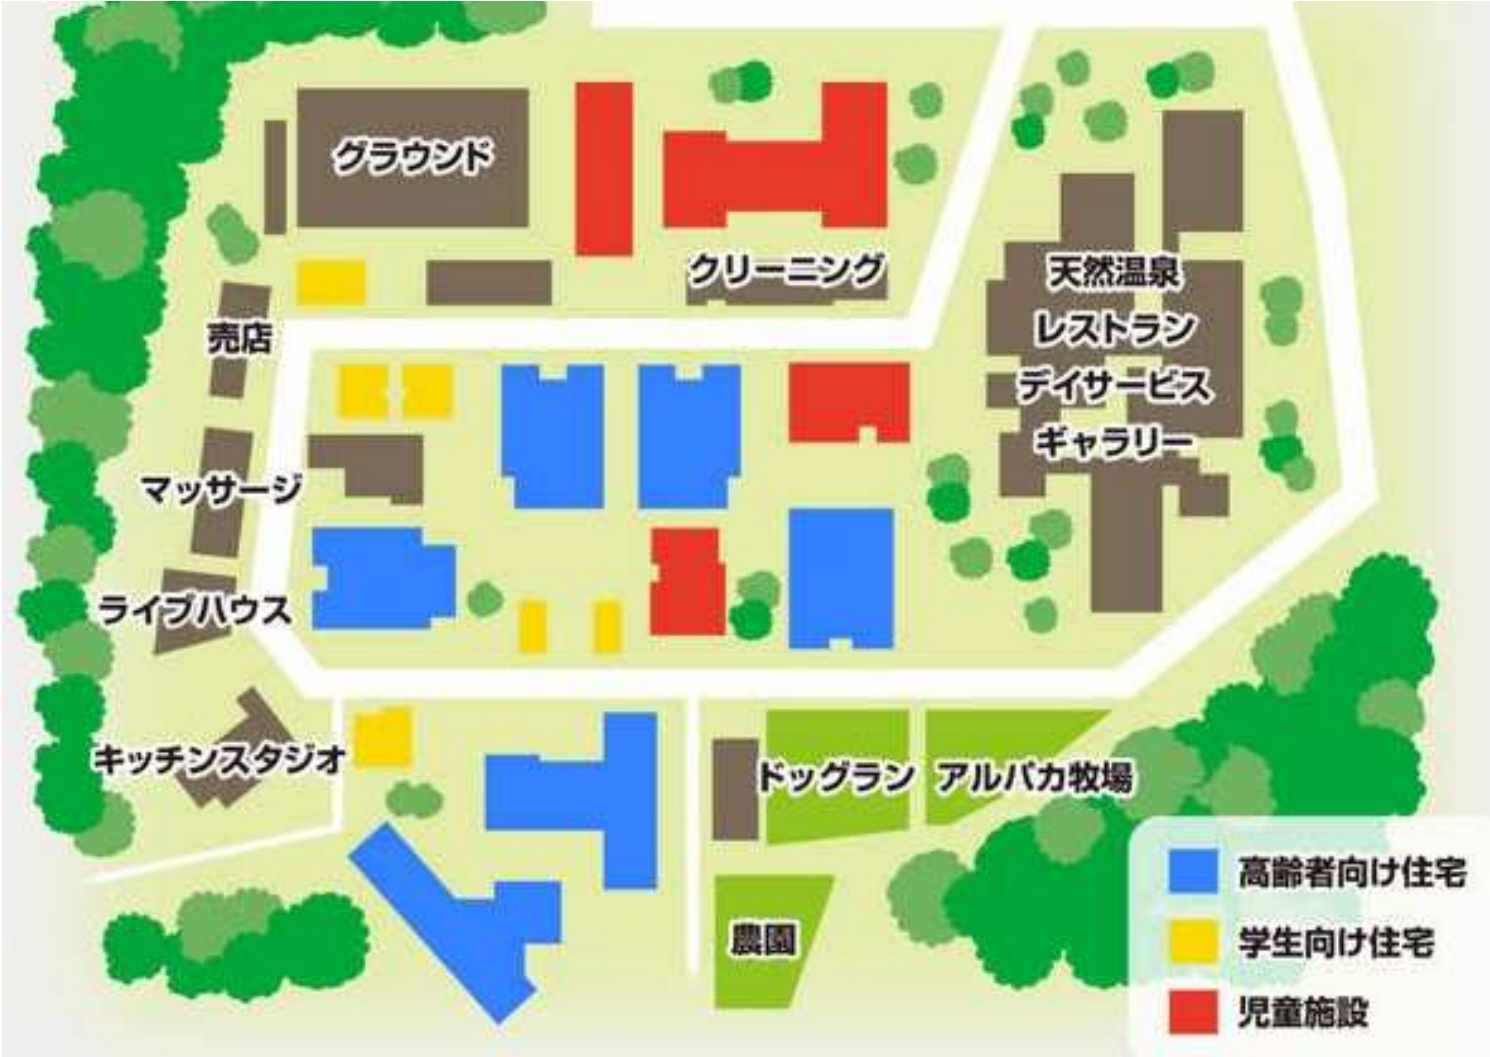 グラウンド
クリーニング
天然温泉
レストラン
デイサービス
ギャラリー
売店
マッサージ
ライブハウス
キッチンスタジオ
ドッグラン
アルパカ牧場
農園
高齢者向け住宅
学生向け住宅
児童施設